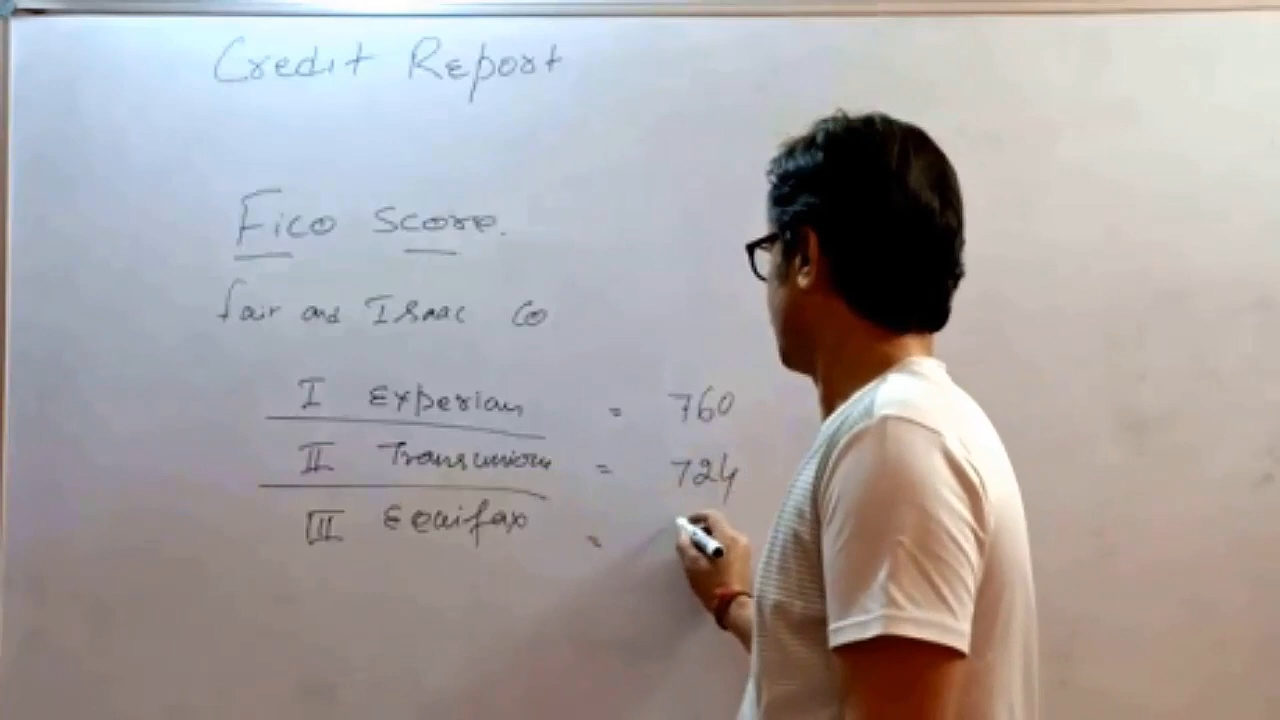 Credit Report
Fico Score.
fair and Isaac Co
I Experian = 760
II Transunion = 724
III Equifax =